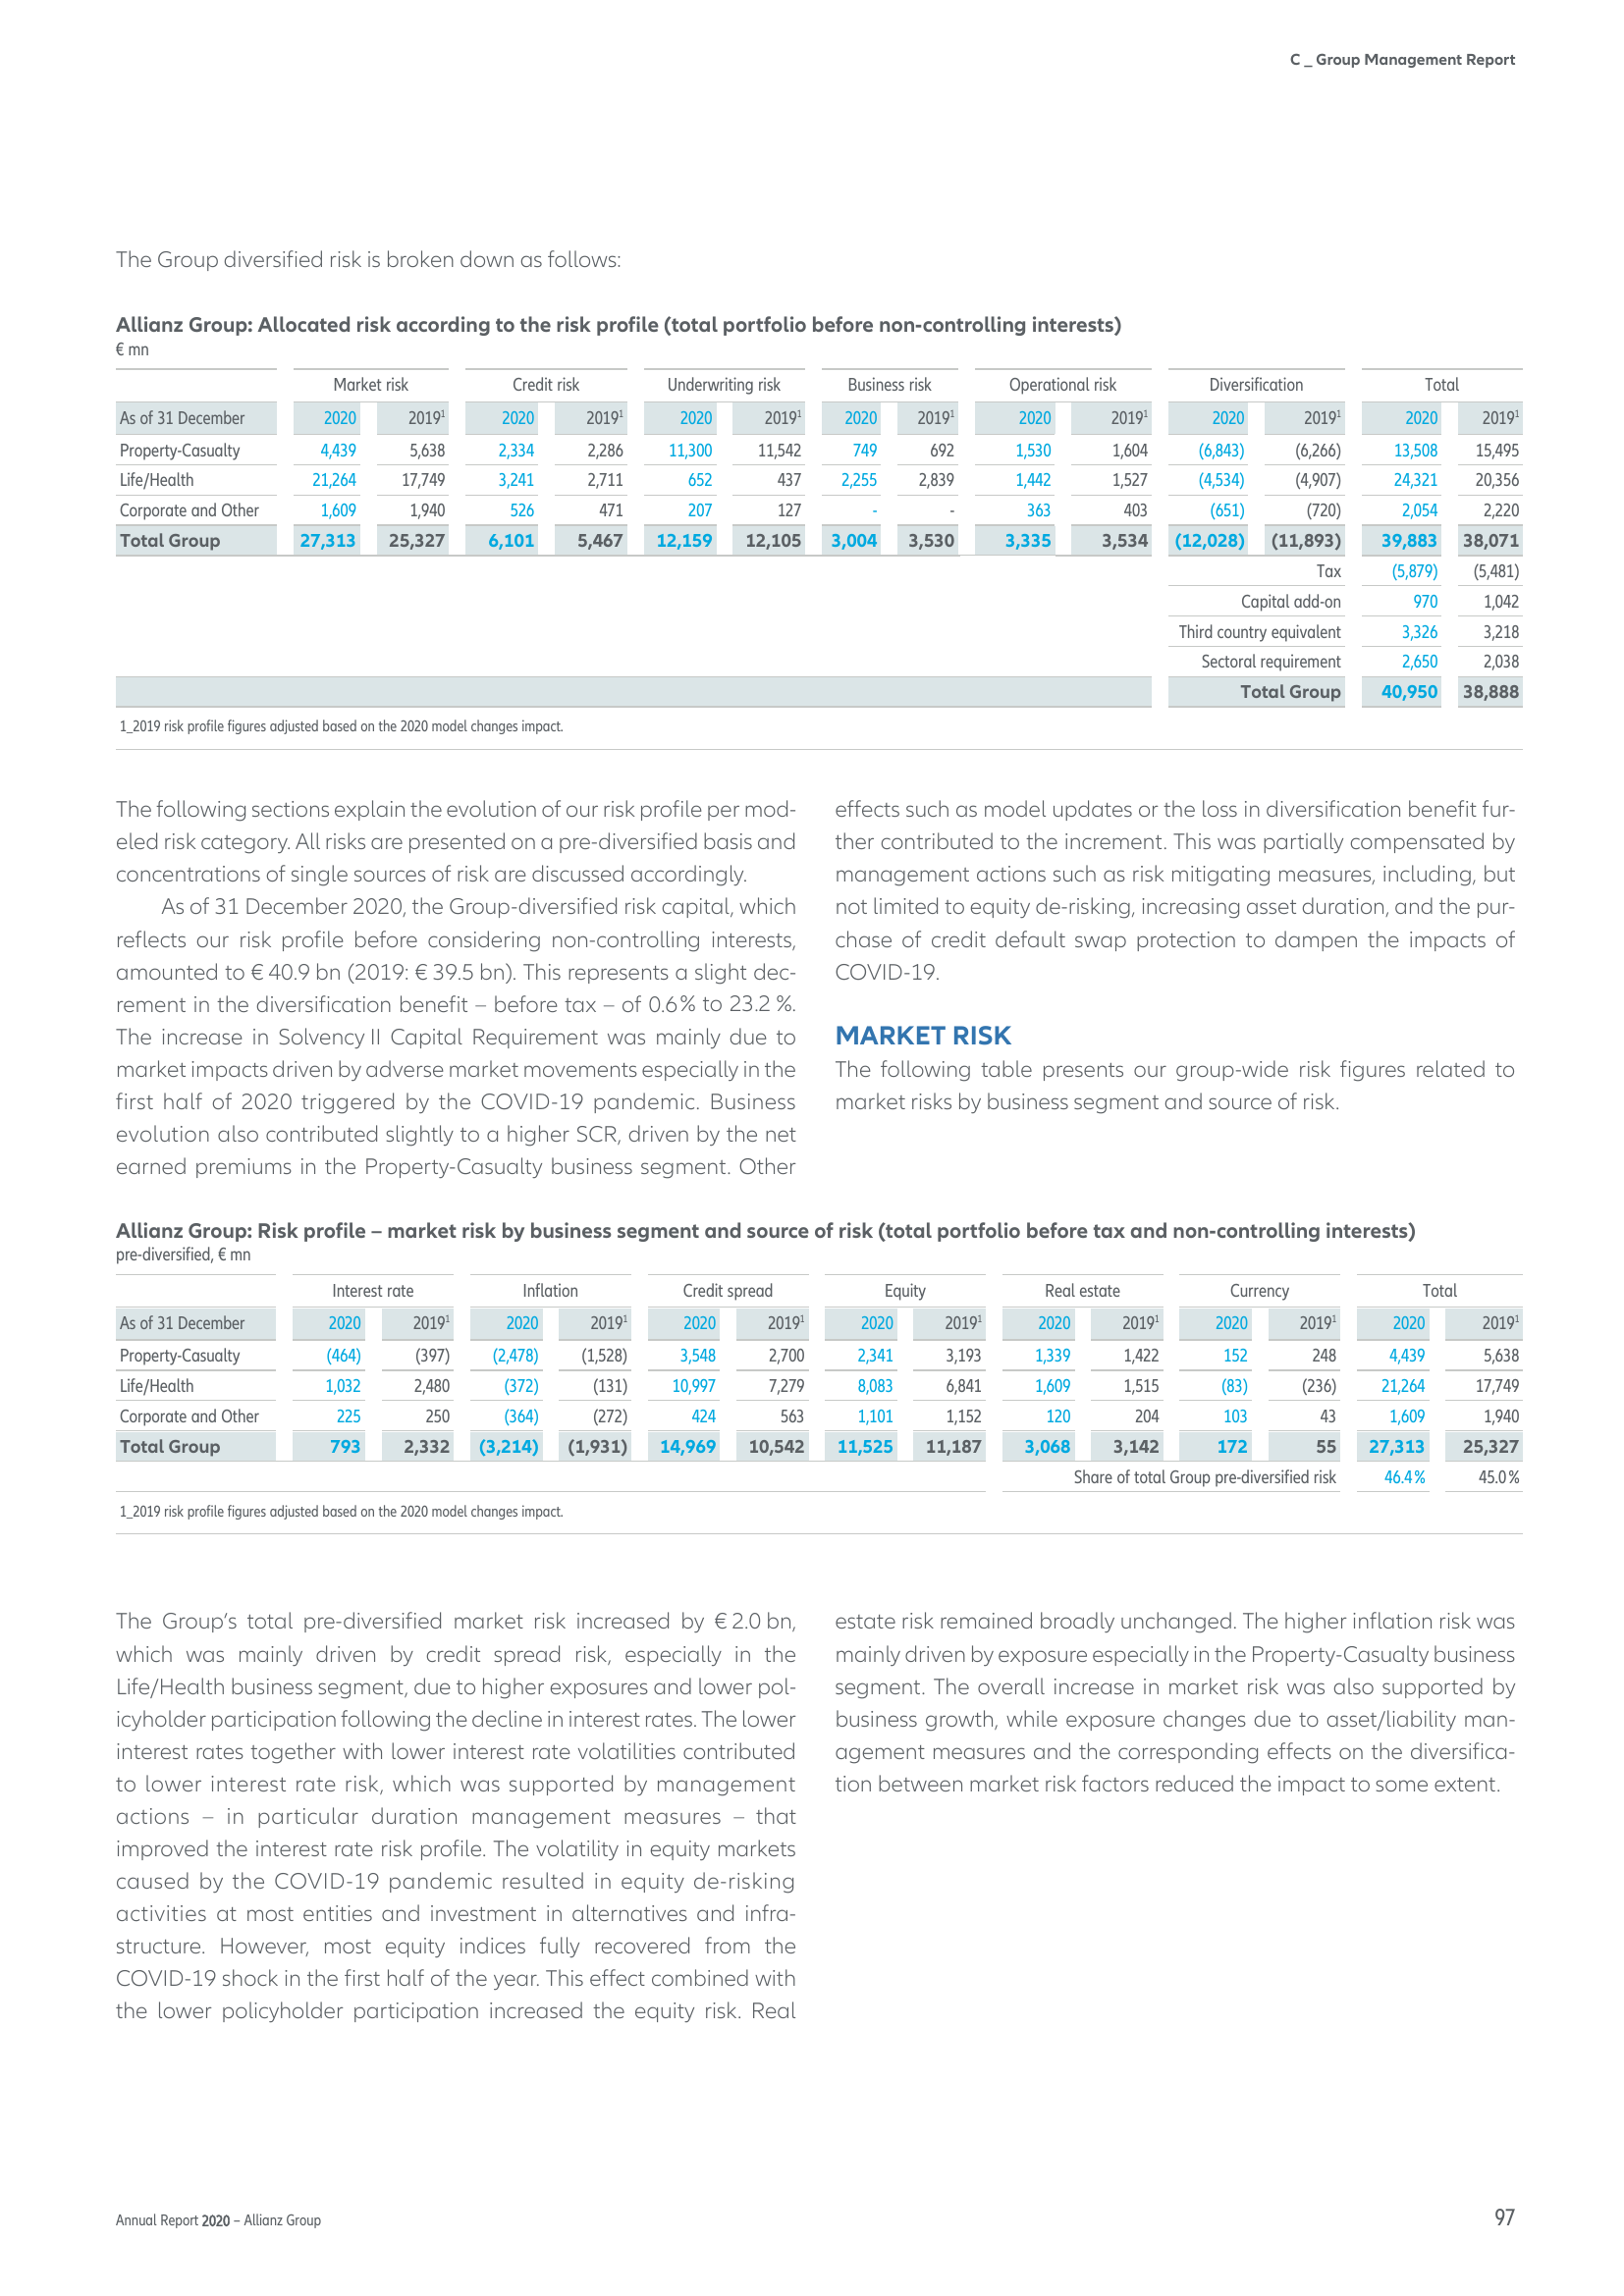 C _ Group Management Report
The Group diversified risk is broken down as follows:
Allianz Group: Allocated risk according to the risk profile (total portfolio before non-controlling interests)
€ mn
Market risk Credit risk Underwriting risk Business risk Operational risk Diversification Total
As of 31 December 2020 2019¹ 2020 2019¹ 2020 2019¹ 2020 2019¹ 2020 2019¹ 2020 2019¹ 2020 2019¹
Property-Casualty 4,439 5,638 2,334 2,286 11,300 11,542 749 692 1,530 1,604 (6,843) (6,266) 13,508 15,495
Life/Health 21,264 17,749 3,241 2,711 652 437 2,255 2,839 1,442 1,527 (4,534) (4,907) 24,321 20,356
Corporate and Other 1,609 1,940 526 471 207 127 - - 363 403 (651) (720) 2,054 2,220
Total Group 27,313 25,327 6,101 5,467 12,159 12,105 3,004 3,530 3,335 3,534 (12,028) (11,893) 39,883 38,071
Tax (5,879) (5,481)
Capital add-on 970 1,042
Third country equivalent 3,326 3,218
Sectoral requirement 2,650 2,038
Total Group 40,950 38,888
1_2019 risk profile figures adjusted based on the 2020 model changes impact.
The following sections explain the evolution of our risk profile per mod-
eled risk category. All risks are presented on a pre-diversified basis and
concentrations of single sources of risk are discussed accordingly.
As of 31 December 2020, the Group-diversified risk capital, which
reflects our risk profile before considering non-controlling interests,
amounted to € 40.9 bn (2019: € 39.5 bn). This represents a slight dec-
rement in the diversification benefit – before tax – of 0.6 % to 23.2 %.
The increase in Solvency II Capital Requirement was mainly due to
market impacts driven by adverse market movements especially in the
first half of 2020 triggered by the COVID-19 pandemic. Business
evolution also contributed slightly to a higher SCR, driven by the net
earned premiums in the Property-Casualty business segment. Other
effects such as model updates or the loss in diversification benefit fur-
ther contributed to the increment. This was partially compensated by
management actions such as risk mitigating measures, including, but
not limited to equity de-risking, increasing asset duration, and the pur-
chase of credit default swap protection to dampen the impacts of
COVID-19.
MARKET RISK
The following table presents our group-wide risk figures related to
market risks by business segment and source of risk.
Allianz Group: Risk profile – market risk by business segment and source of risk (total portfolio before tax and non-controlling interests)
pre-diversified, € mn
Interest rate Inflation Credit spread Equity Real estate Currency Total
As of 31 December 2020 2019¹ 2020 2019¹ 2020 2019¹ 2020 2019¹ 2020 2019¹ 2020 2019¹ 2020 2019¹
Property-Casualty (464) (397) (2,478) (1,528) 3,548 2,700 2,341 3,193 1,339 1,422 152 248 4,439 5,638
Life/Health 1,032 2,480 (372) (131) 10,997 7,279 8,083 6,841 1,609 1,515 (83) (236) 21,264 17,749
Corporate and Other 225 250 (364) (272) 424 563 1,101 1,152 120 204 103 43 1,609 1,940
Total Group 793 2,332 (3,214) (1,931) 14,969 10,542 11,525 11,187 3,068 3,142 172 55 27,313 25,327
Share of total Group pre-diversified risk 46.4 % 45.0 %
1_2019 risk profile figures adjusted based on the 2020 model changes impact.
The Group's total pre-diversified market risk increased by € 2.0 bn,
which was mainly driven by credit spread risk, especially in the
Life/Health business segment, due to higher exposures and lower pol-
icyholder participation following the decline in interest rates. The lower
interest rates together with lower interest rate volatilities contributed
to lower interest rate risk, which was supported by management
actions – in particular duration management measures – that
improved the interest rate risk profile. The volatility in equity markets
caused by the COVID-19 pandemic resulted in equity de-risking
activities at most entities and investment in alternatives and infra-
structure. However, most equity indices fully recovered from the
COVID-19 shock in the first half of the year. This effect combined with
the lower policyholder participation increased the equity risk. Real
estate risk remained broadly unchanged. The higher inflation risk was
mainly driven by exposure especially in the Property-Casualty business
segment. The overall increase in market risk was also supported by
business growth, while exposure changes due to asset/liability man-
agement measures and the corresponding effects on the diversifica-
tion between market risk factors reduced the impact to some extent.
Annual Report 2020 – Allianz Group
97